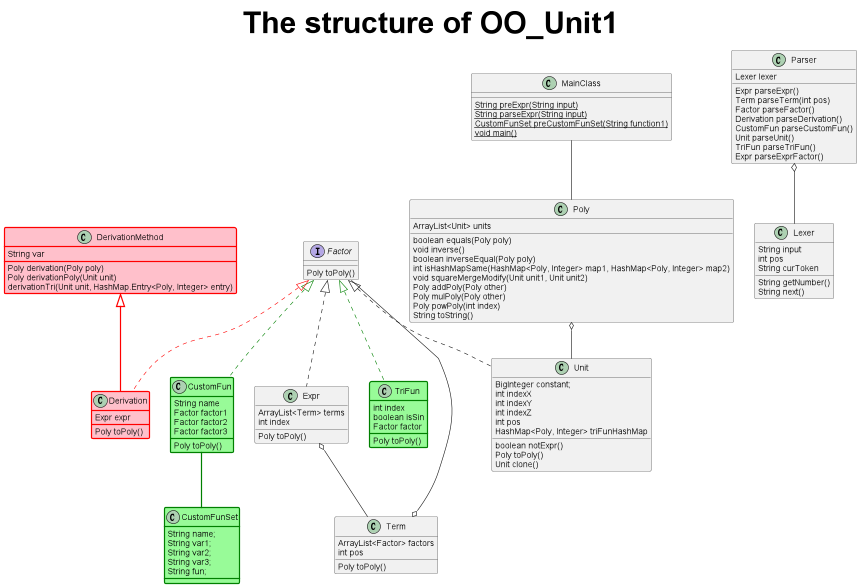 The structure of OO_Unit1
C MainClass
String preExpr(String input)
String parseExpr(String input)
CustomFunSet preCustomFunSet(String function1)
void main()
C Parser
Lexer lexer
Expr parseExpr()
Term parseTerm(int pos)
Factor parseFactor()
Derivation parseDerivation()
CustomFun parseCustomFun()
Unit parseUnit()
TriFun parseTriFun()
Expr parseExprFactor()
C DerivationMethod
String var
Poly derivation(Poly poly)
Poly derivationPoly(Unit unit)
derivationTri(Unit unit, HashMap.Entry<Poly, Integer> entry)
I Factor
Poly toPoly()
C Poly
ArrayList<Unit> units
boolean equals(Poly poly)
void inverse()
boolean inverseEqual(Poly poly)
int isHashMapSame(HashMap<Poly, Integer> map1, HashMap<Poly, Integer> map2)
void squareMergeModify(Unit unit1, Unit unit2)
Poly addPoly(Poly other)
Poly mulPoly(Poly other)
Poly powPoly(int index)
String toString()
C Lexer
String input
int pos
String curToken
String getNumber()
String next()
C Derivation
Expr expr
Poly toPoly()
C CustomFun
String name
Factor factor1
Factor factor2
Factor factor3
Poly toPoly()
C Expr
ArrayList<Term> terms
int index
Poly toPoly()
C TriFun
int index
boolean isSin
Factor factor
Poly toPoly()
C Unit
BigInteger constant;
int indexX
int indexY
int indexZ
int pos
HashMap<Poly, Integer> triFunHashMap
boolean notExpr()
Poly toPoly()
Unit clone()
C CustomFunSet
String name;
String var1;
String var2;
String var3;
String fun;
C Term
ArrayList<Factor> factors
int pos
Poly toPoly()